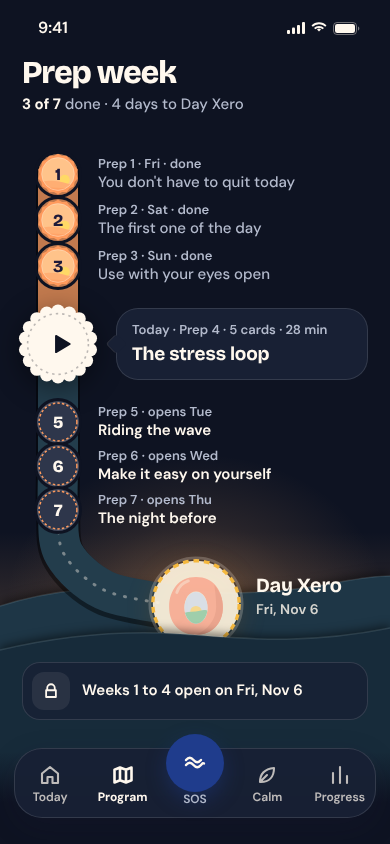 9:41
Prep week
3 of 7 done · 4 days to Day Xero
1
Prep 1 · Fri · done
You don't have to quit today
2
Prep 2 · Sat · done
The first one of the day
3
Prep 3 · Sun · done
Use with your eyes open
Today · Prep 4 · 5 cards · 28 min
The stress loop
5
Prep 5 · opens Tue
Riding the wave
6
Prep 6 · opens Wed
Make it easy on yourself
7
Prep 7 · opens Thu
The night before
Day Xero
Fri, Nov 6
Weeks 1 to 4 open on Fri, Nov 6
Today
Program
SOS
Calm
Progress